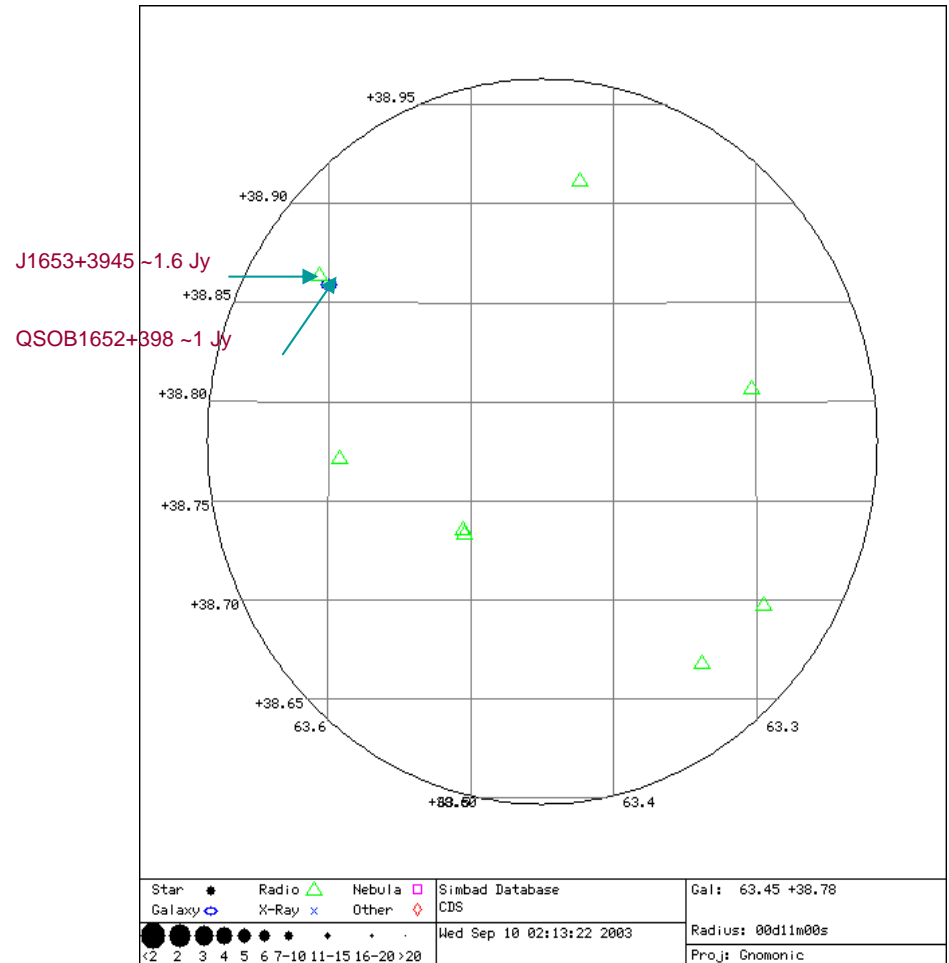 +38.95
+38.90
J1653+3945 ~1.6 Jy
+38.85
QSOB1652+398 ~1 Jy
+38.80
+38.75
+38.70
+38.65
63.6
63.3
63.4
Star Radio Nebula
Galaxy X-Ray Other
<2 2 3 4 5 6 7-10 11-15 16-20 >20
Simbad Database
CDS
Wed Sep 10 02:13:22 2003
Gal: 63.45 +38.78
Radius: 00d11m00s
Proj: Gnomonic